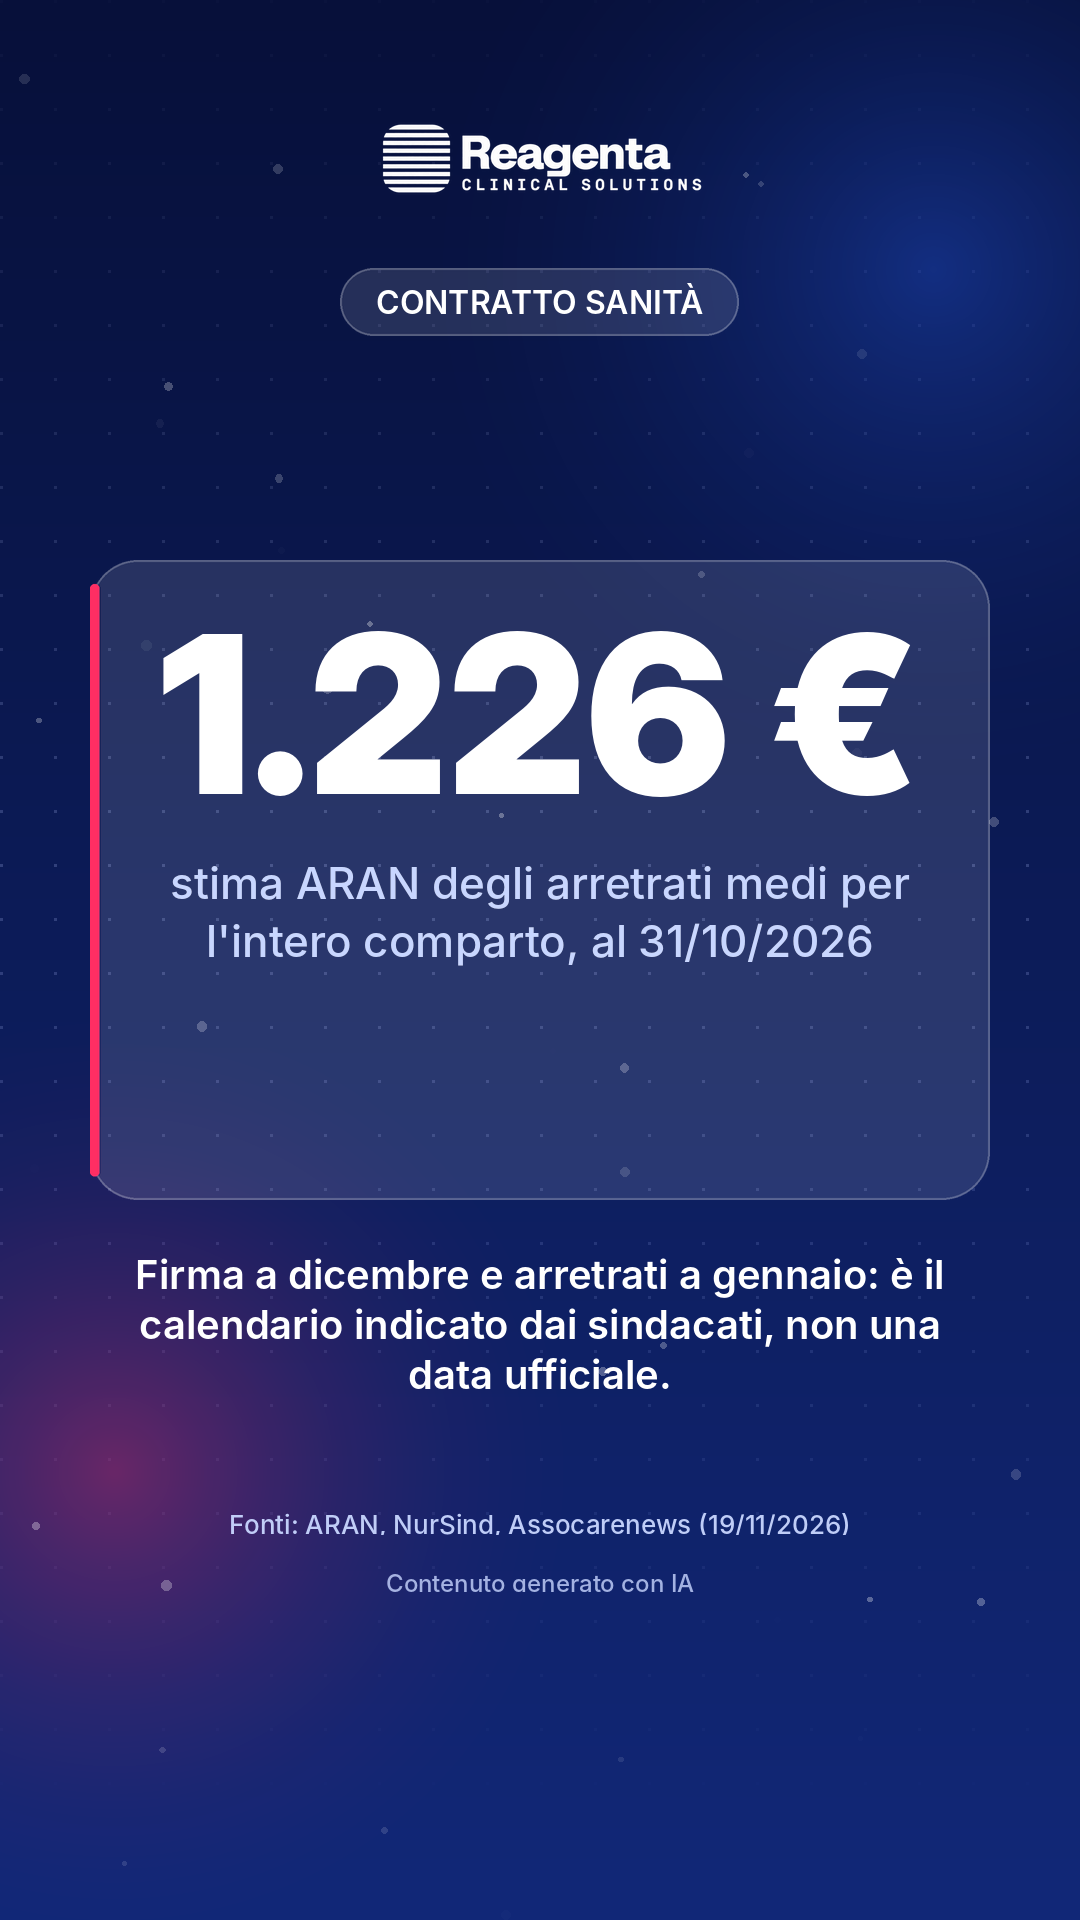 Reagenta
CLINICAL SOLUTIONS
CONTRATTO SANITÀ
1.226 €
stima ARAN degli arretrati medi per
l'intero comparto, al 31/10/2026
Firma a dicembre e arretrati a gennaio: è il
calendario indicato dai sindacati, non una
data ufficiale.
Fonti: ARAN, NurSind, Assocarenews (19/11/2026)
Contenuto generato con IA